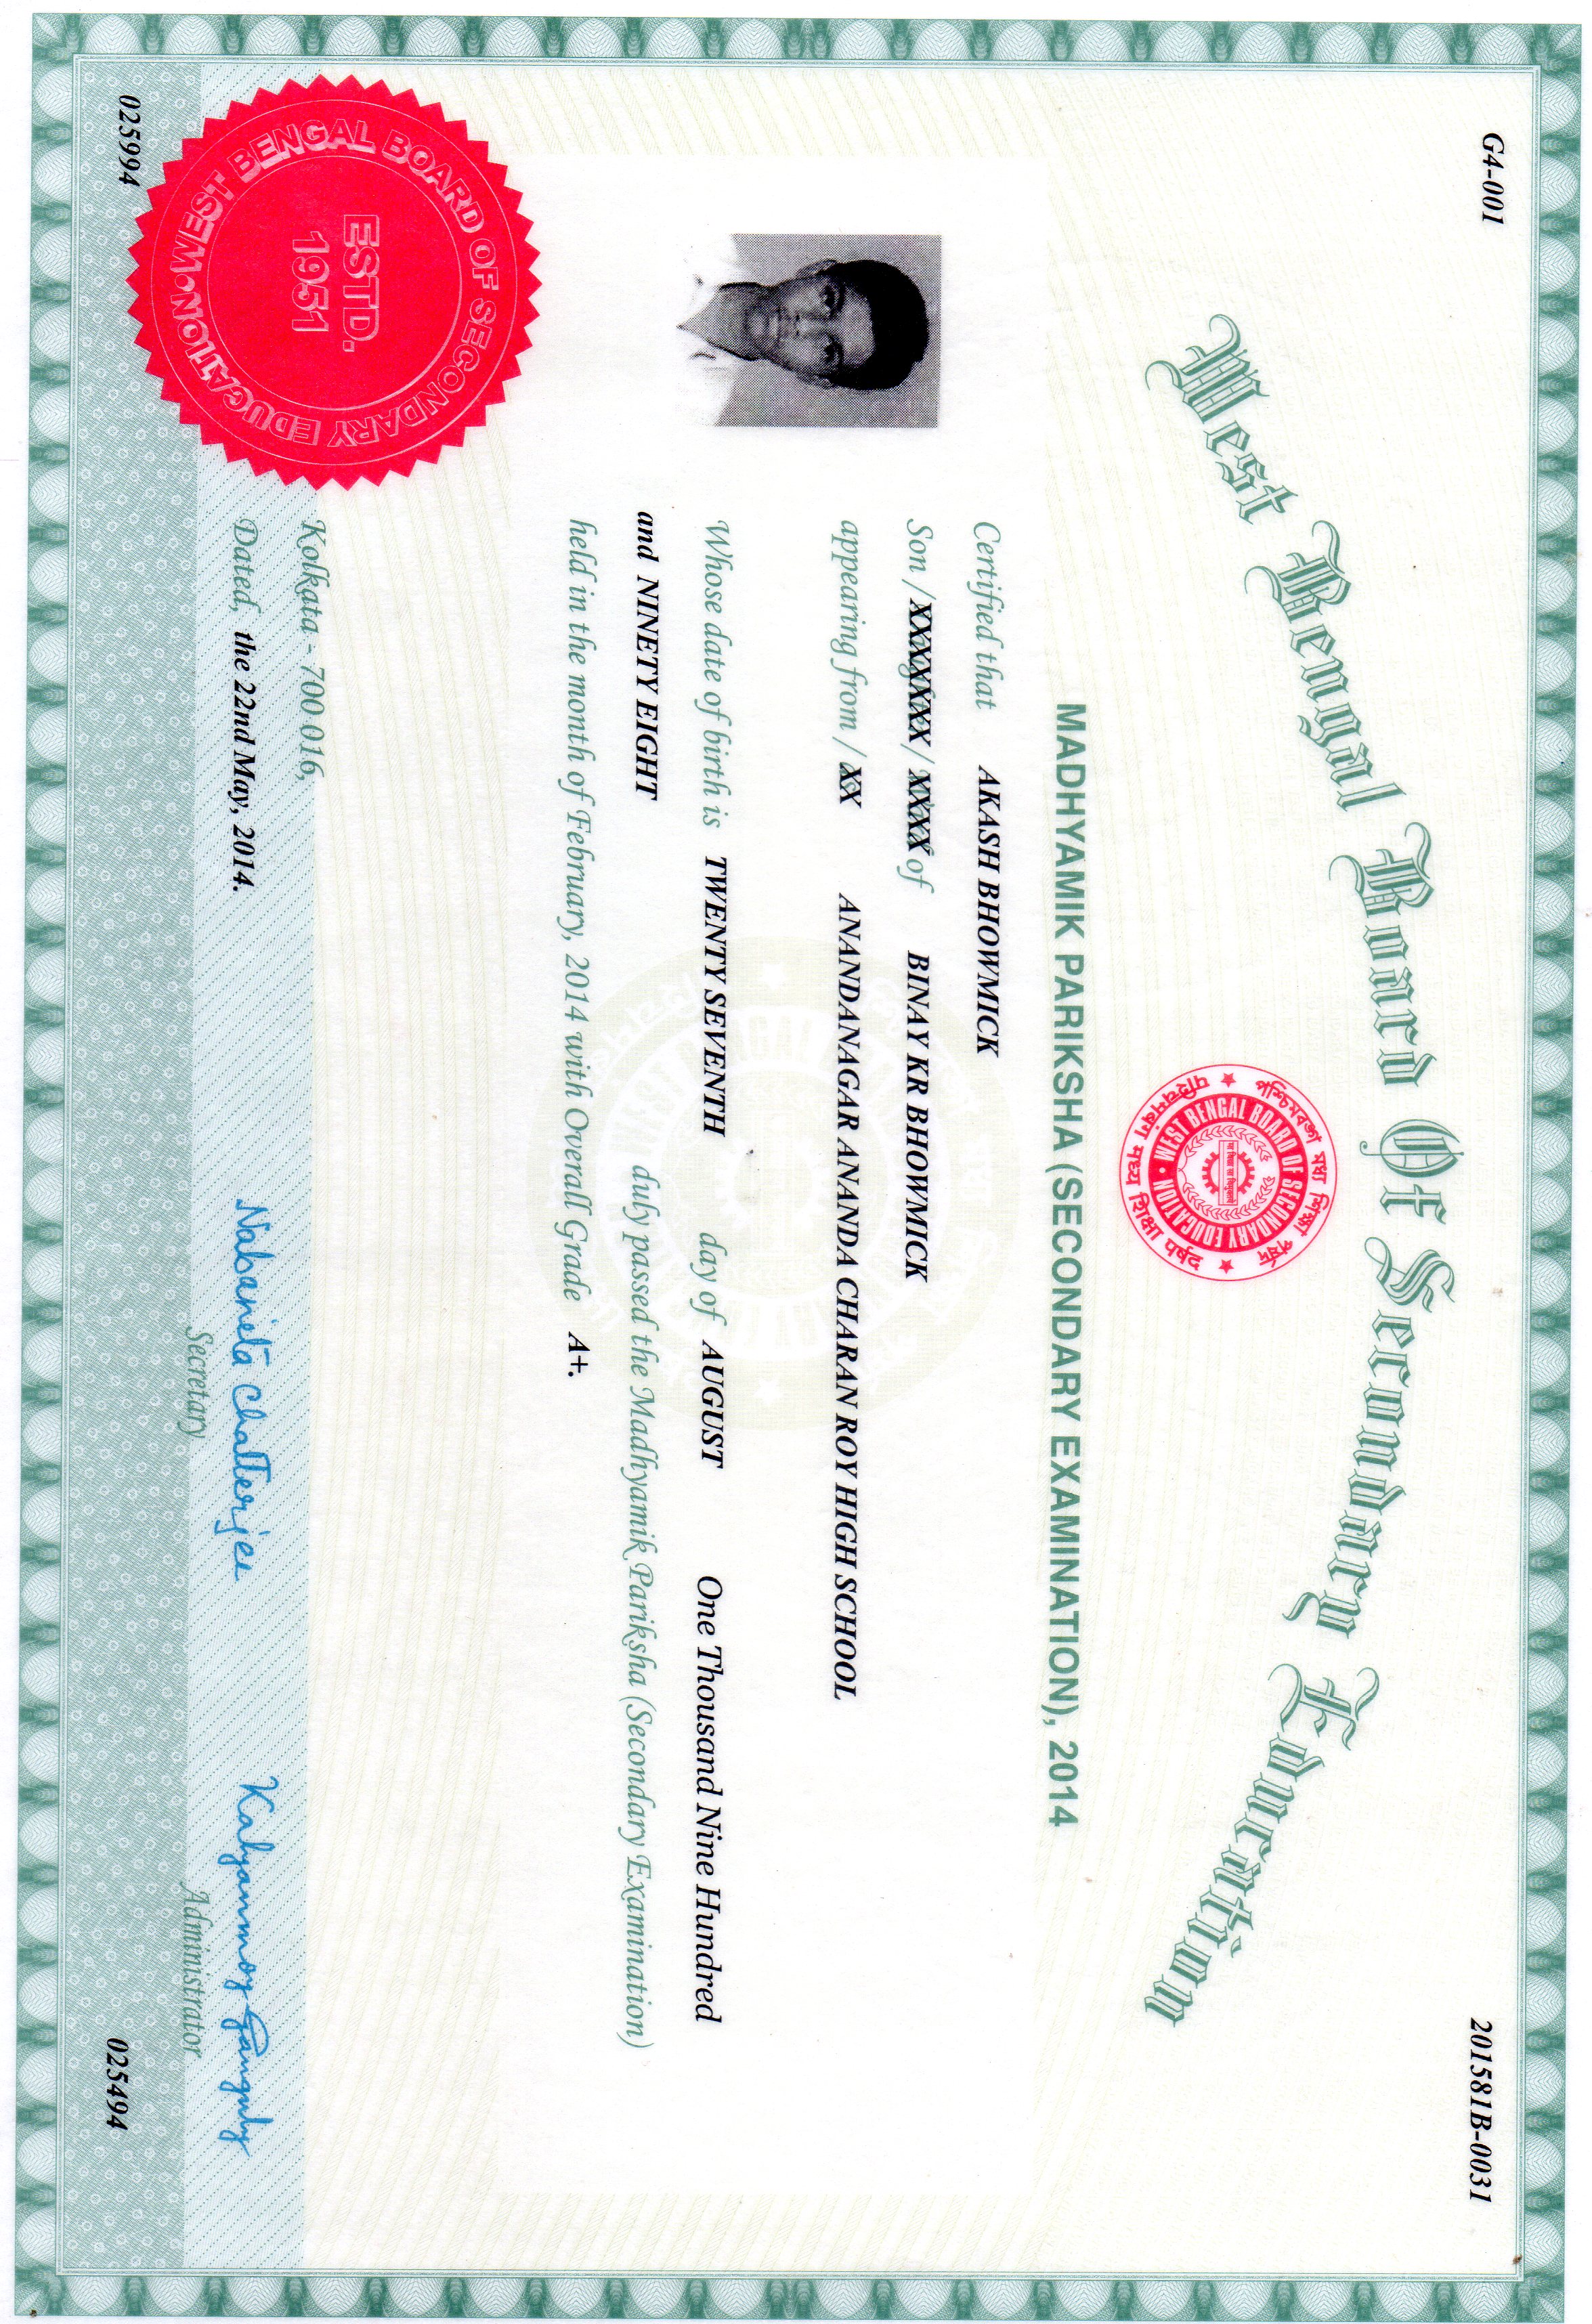 G4-001
201581B-0031
West Bengal Board Of Secondary Education
পশ্চিমবঙ্গ মধ্য শিক্ষা পর্ষদ
WEST BENGAL BOARD OF SECONDARY EDUCATION
पश्चिमबंग मध्य शिक्षा पर्षद
MADHYAMIK PARIKSHA (SECONDARY EXAMINATION), 2014
Certified that AKASH BHOWMICK
Son / XXXXXXX / XXXX of BINAY KR BHOWMICK
appearing from / XX ANANDANAGAR ANANDA CHARAN ROY HIGH SCHOOL
Whose date of birth is TWENTY SEVENTH day of AUGUST One Thousand Nine Hundred
and NINETY EIGHT duly passed the Madhyamik Pariksha (Secondary Examination)
held in the month of February, 2014 with Overall Grade A+.
WEST BENGAL BOARD OF SECONDARY EDUCATION
ESTD.
1951
Kolkata - 700 016,
Dated, the 22nd May, 2014.
Nabaneeta Chatterjee
Kalyanmoy Ganguly
Secretary
Administrator
025994
025494